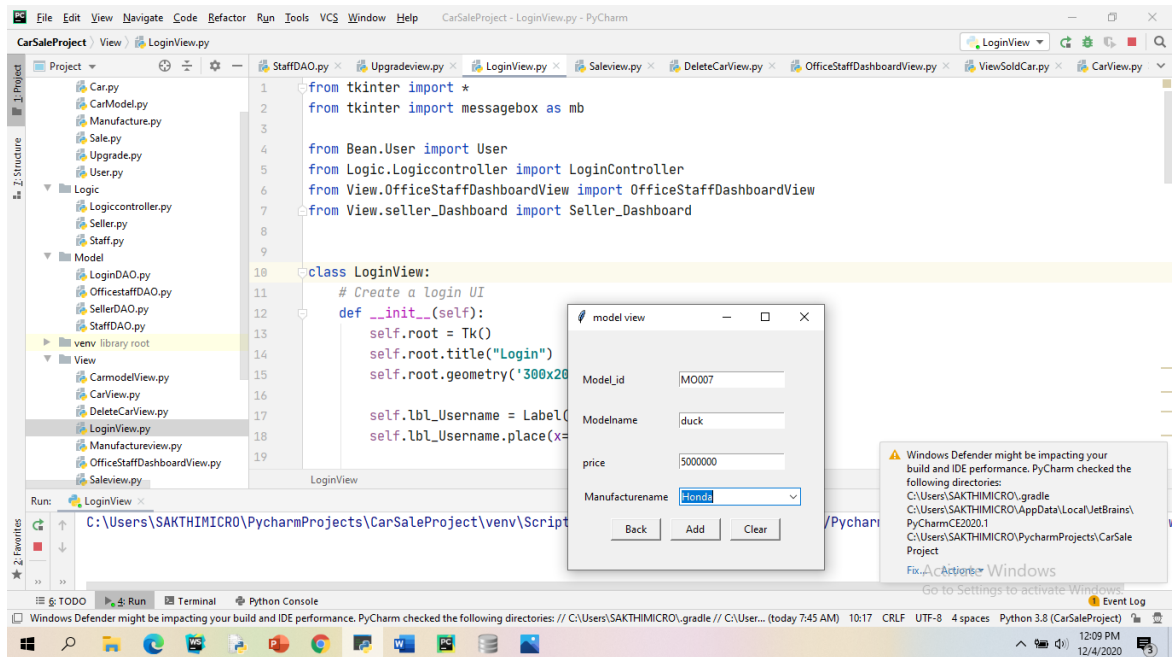 File Edit View Navigate Code Refactor Run Tools VCS Window Help CarSaleProject - LoginView.py - PyCharm
CarSaleProject View LoginView.py LoginView
Project StaffDAO.py Upgradeview.py LoginView.py Saleview.py DeleteCarView.py OfficeStaffDashboardView.py ViewSoldCar.py CarView.py
1: Project
Z: Structure
2: Favorites
Car.py
CarModel.py
Manufacture.py
Sale.py
Upgrade.py
User.py
Logic
Logiccontroller.py
Seller.py
Staff.py
Model
LoginDAO.py
OfficestaffDAO.py
SellerDAO.py
StaffDAO.py
venv library root
View
CarmodelView.py
CarView.py
DeleteCarView.py
LoginView.py
Manufactureview.py
OfficeStaffDashboardView.py
Saleview.py
1 from tkinter import *
2 from tkinter import messagebox as mb
3
4 from Bean.User import User
5 from Logic.Logiccontroller import LoginController
6 from View.OfficeStaffDashboardView import OfficeStaffDashboardView
7 from View.seller_Dashboard import Seller_Dashboard
8
9
10 class LoginView:
11 # Create a login UI
12 def __init__(self):
13 self.root = Tk()
14 self.root.title("Login")
15 self.root.geometry('300x20
16
17 self.lbl_Username = Label(
18 self.lbl_Username.place(x=
19
LoginView
model view
Model_id MO007
Modelname duck
price 5000000
Manufacturename Honda
Back Add Clear
Windows Defender might be impacting your
build and IDE performance. PyCharm checked the
following directories:
C:\Users\SAKTHIMICRO\.gradle
C:\Users\SAKTHIMICRO\AppData\Local\JetBrains\
PyCharmCE2020.1
C:\Users\SAKTHIMICRO\PycharmProjects\CarSale
Project
Fix... Actions
Activate Windows
Go to Settings to activate Windows.
Run: LoginView
C:\Users\SAKTHIMICRO\PycharmProjects\CarSaleProject\venv\Script /Pychar
6: TODO 4: Run Terminal Python Console 1 Event Log
Windows Defender might be impacting your build and IDE performance. PyCharm checked the following directories: // C:\Users\SAKTHIMICRO\.gradle // C:\User... (today 7:45 AM) 10:17 CRLF UTF-8 4 spaces Python 3.8 (CarSaleProject)
12:09 PM
12/4/2020
3